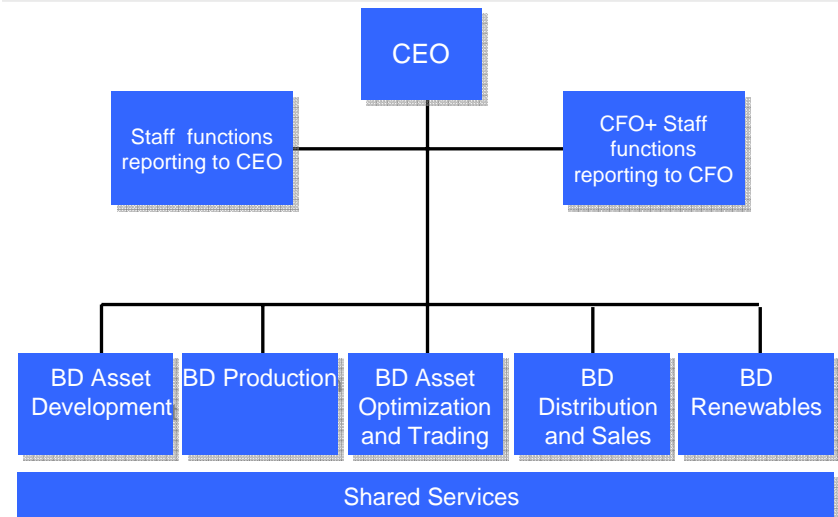 CEO
Staff functions
reporting to CEO
CFO+ Staff
functions
reporting to CFO
BD Asset
Development
BD Production
BD Asset
Optimization
and Trading
BD
Distribution
and Sales
BD
Renewables
Shared Services